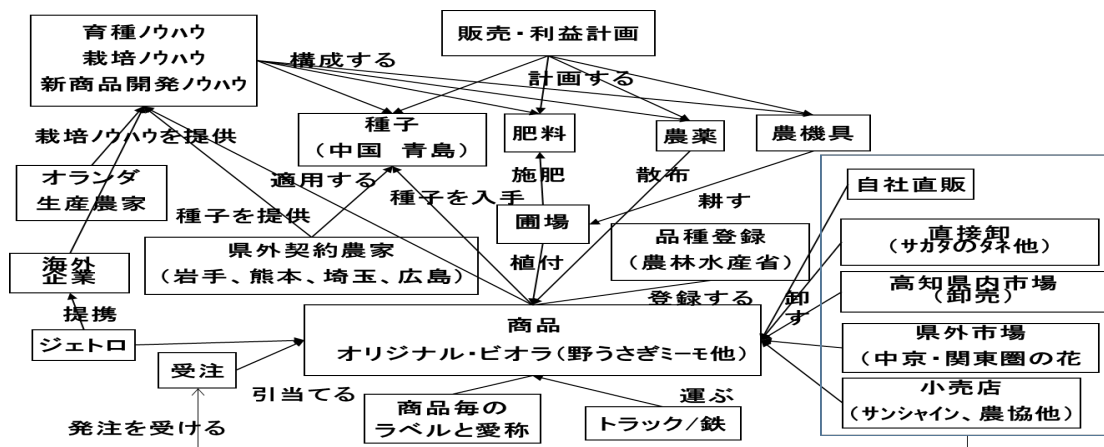 育種ノウハウ
栽培ノウハウ
新商品開発ノウハウ
販売・利益計画
構成する
計画する
栽培ノウハウを提供
種子
(中国 青島)
肥料
農薬
農機具
オランダ
生産農家
適用する
種子を入手
施肥
散布
耕す
自社直販
種子を提供
圃場
県外契約農家
(岩手、熊本、埼玉、広島)
植付
品種登録
(農林水産省)
直接卸
(サカタのタネ他)
海外
企業
登録する
卸す
高知県内市場
(卸売)
提携
ジェトロ
商品
オリジナル・ビオラ(野うさぎミーモ他)
県外市場
(中京・関東圏の花
受注
引当てる
運ぶ
小売店
(サンシャイン、農協他)
発注を受ける
商品毎の
ラベルと愛称
トラック/鉄